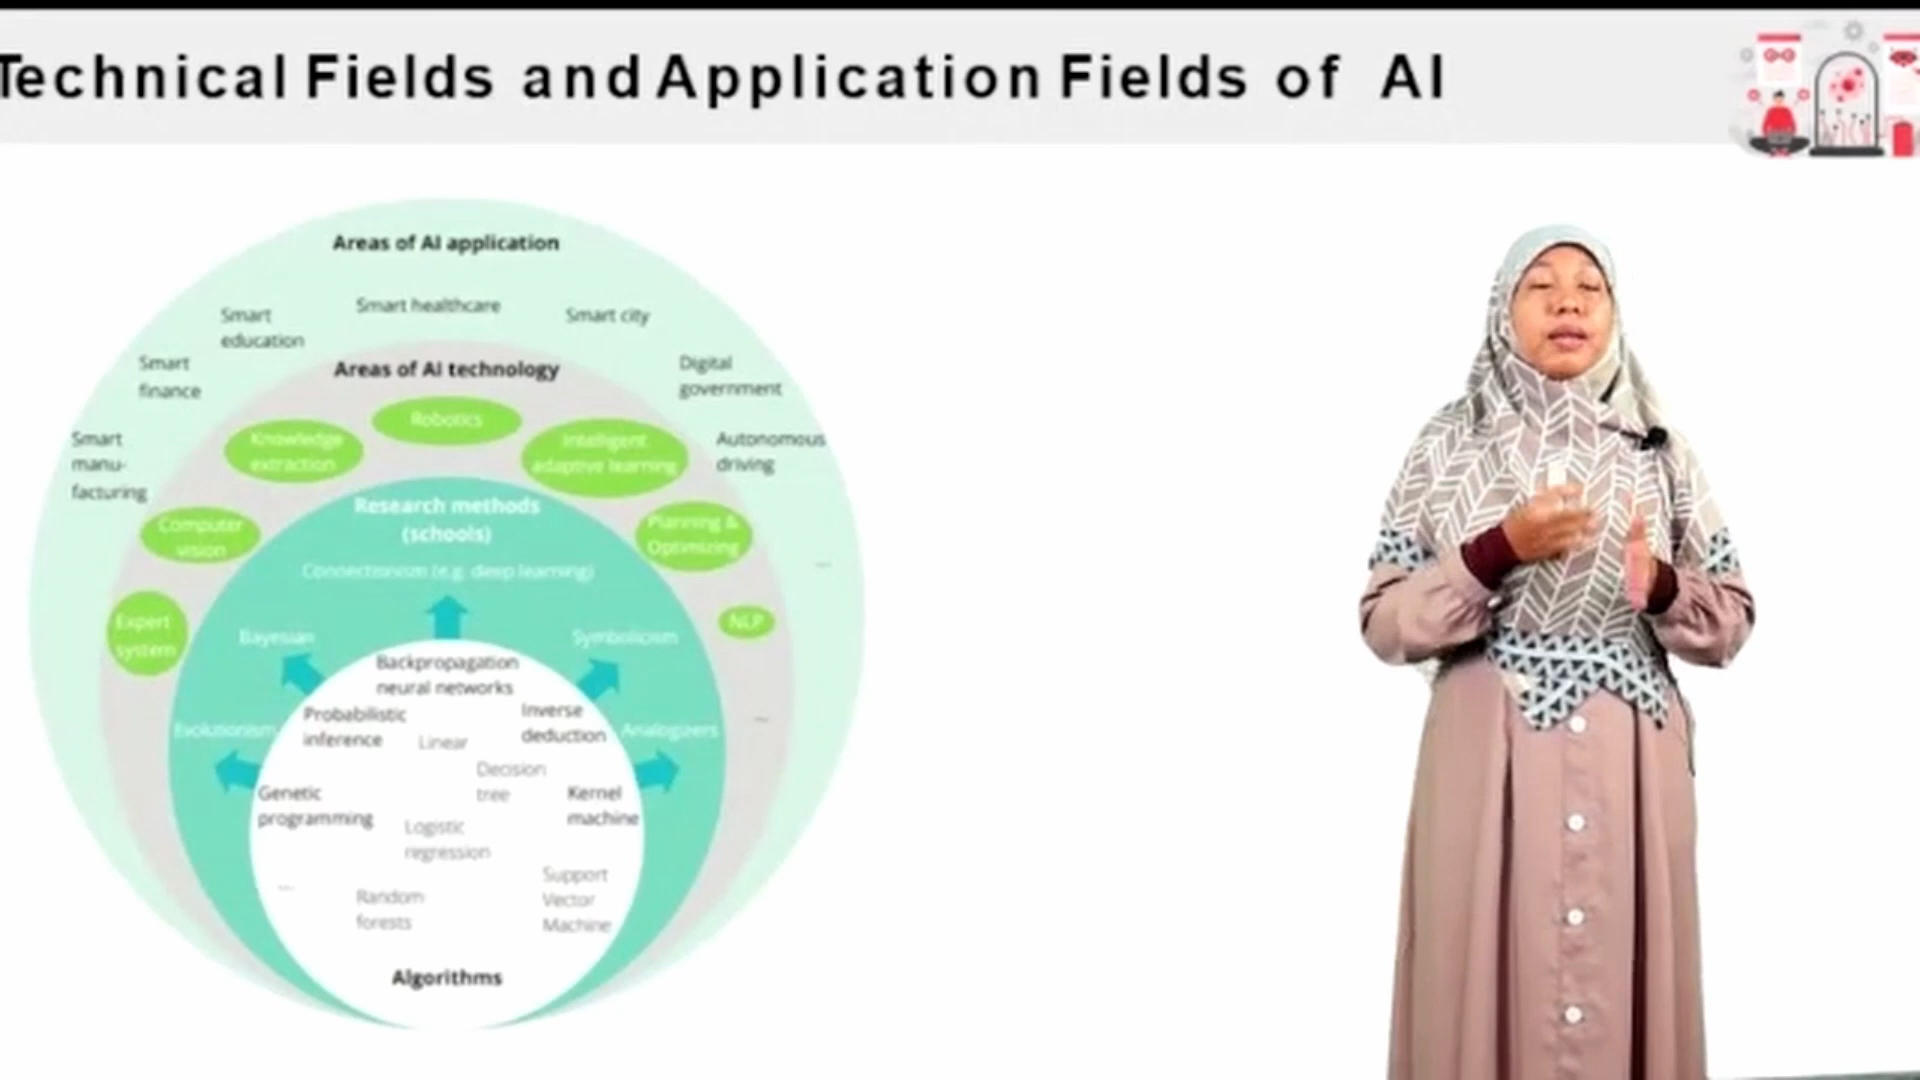 Technical Fields and Application Fields of AI
Areas of AI application
Smart
education
Smart healthcare
Smart city
Smart
finance
Digital
government
Smart
manu-
facturing
Autonomous
driving
...
Areas of AI technology
Robotics
Knowledge
extraction
Intelligent
adaptive learning
Computer
vision
Planning &
Optimizing
Expert
system
NLP
...
Research methods
(schools)
Connectionism (e.g. deep learning)
Bayesian
Symbolicism
Evolutionism
Analogizers
Backpropagation
neural networks
Probabilistic
inference
Inverse
deduction
Linear
Decision
tree
Genetic
programming
Kernel
machine
Logistic
regression
...
Random
forests
Support
Vector
Machine
Algorithms